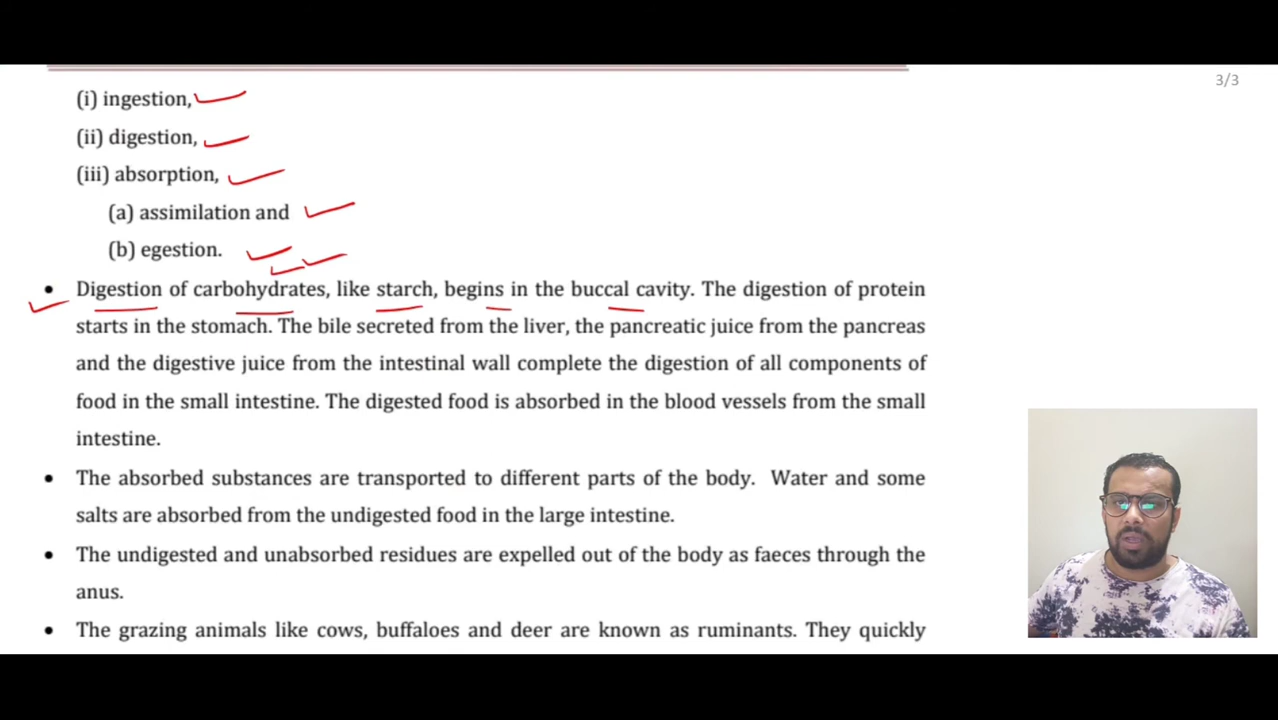 3/3
(i) ingestion,
(ii) digestion,
(iii) absorption,
(a) assimilation and
(b) egestion.
• Digestion of carbohydrates, like starch, begins in the buccal cavity. The digestion of protein
starts in the stomach. The bile secreted from the liver, the pancreatic juice from the pancreas
and the digestive juice from the intestinal wall complete the digestion of all components of
food in the small intestine. The digested food is absorbed in the blood vessels from the small
intestine.
• The absorbed substances are transported to different parts of the body. Water and some
salts are absorbed from the undigested food in the large intestine.
• The undigested and unabsorbed residues are expelled out of the body as faeces through the
anus.
• The grazing animals like cows, buffaloes and deer are known as ruminants. They quickly